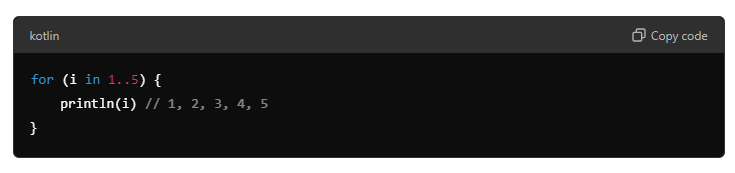 kotlin
Copy code
for (i in 1..5) {
    println(i) // 1, 2, 3, 4, 5
}